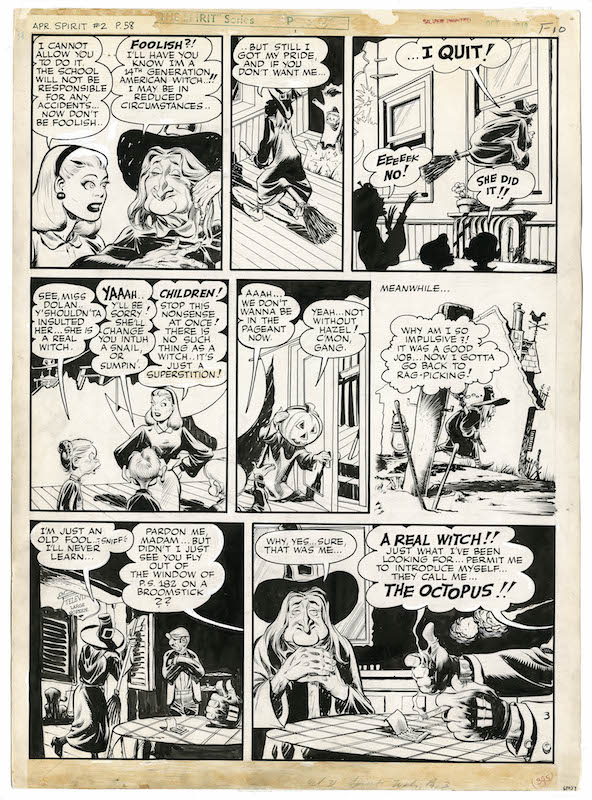 APR. SPIRIT #2 P.58
THE SPIRIT Series
F-10
I CANNOT
ALLOW YOU
TO DO IT.
THE SCHOOL
WILL NOT BE
RESPONSIBLE
FOR ANY
ACCIDENTS...
NOW DON'T
BE FOOLISH..
FOOLISH?!
I'LL HAVE YOU
KNOW I'M A
14TH GENERATION
AMERICAN WITCH..!!
I MAY BE IN
REDUCED
CIRCUMSTANCES..
..BUT STILL I
GOT MY PRIDE,
AND IF YOU
DON'T WANT ME...
...I QUIT!
EEEEEK
NO!
SHE DID
IT!!
SEE, MISS
DOLAN..
Y'SHOULDN'TA
INSULTED
HER...SHE IS
A REAL
WITCH.
YAAAH..
Y'LL BE
SORRY!
SHE'LL
CHANGE
YOU INTUH
A SNAIL,
OR
SUMPIN'.
CHILDREN!
STOP THIS
NONSENSE
AT ONCE!
THERE IS
NO SUCH
THING AS A
WITCH..IT'S
JUST A
SUPERSTITION!
AAAH...
WE DON'T
WANNA BE
IN THE
PAGEANT
NOW.
YEAH...NOT
WITHOUT
HAZEL!
C'MON,
GANG.
MEANWHILE...
WHY AM I SO
IMPULSIVE?!
IT WAS A GOOD
JOB...NOW I GOTTA
GO BACK TO
RAG-PICKING!
I'M JUST AN
OLD FOOL..SNIFF
I'LL NEVER
LEARN...
TELEVIS
LARGE
SCREEN
PARDON ME,
MADAM...BUT
DIDN'T I JUST
SEE YOU FLY
OUT OF
THE WINDOW OF
P.S. 182 ON A
BROOMSTICK
??
WHY, YES...SURE,
THAT WAS ME...
A REAL WITCH!!
JUST WHAT I'VE BEEN
LOOKING FOR...PERMIT ME
TO INTRODUCE MYSELF...
THEY CALL ME...
THE OCTOPUS!!
3